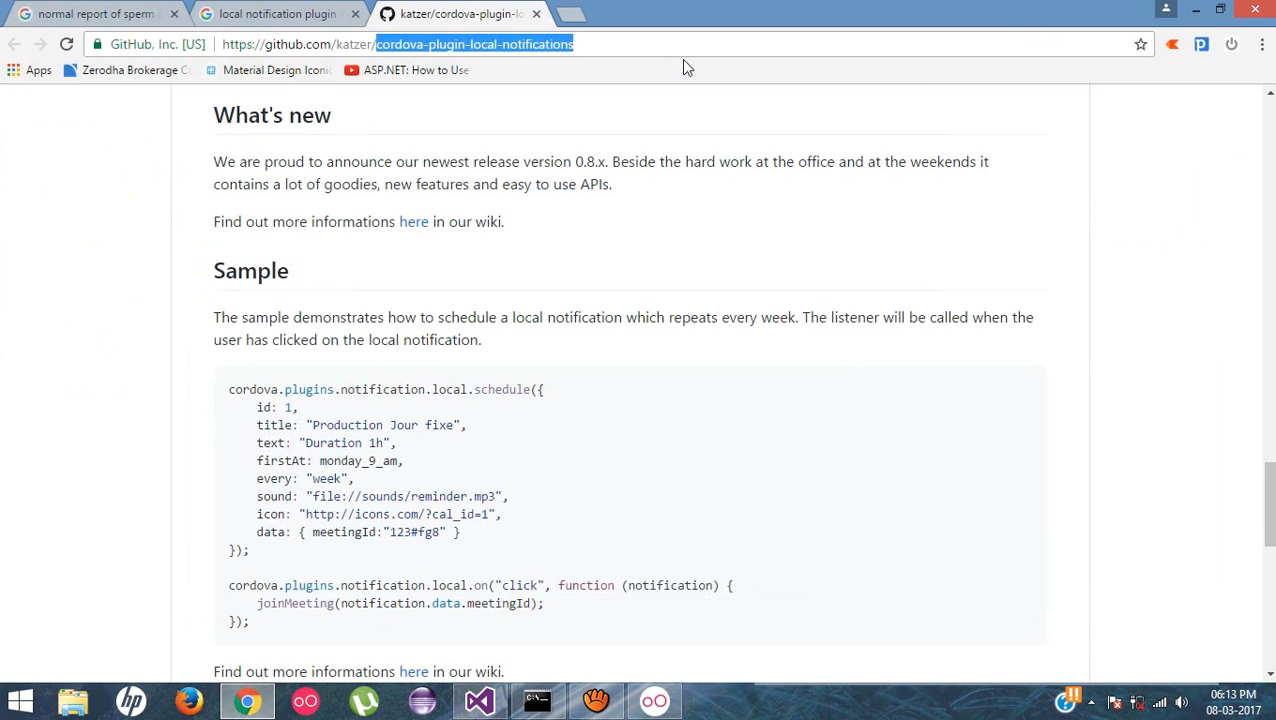 normal report of sperm
local notification plugin
katzer/cordova-plugin-lo
GitHub, Inc. [US]
https://github.com/katzer/cordova-plugin-local-notifications
Apps
Zerodha Brokerage C
Material Design Iconi
ASP.NET: How to Use
What's new
We are proud to announce our newest release version 0.8.x. Beside the hard work at the office and at the weekends it
contains a lot of goodies, new features and easy to use APIs.
Find out more informations here in our wiki.
Sample
The sample demonstrates how to schedule a local notification which repeats every week. The listener will be called when the
user has clicked on the local notification.
cordova.plugins.notification.local.schedule({
id: 1,
title: "Production Jour fixe",
text: "Duration 1h",
firstAt: monday_9_am,
every: "week",
sound: "file://sounds/reminder.mp3",
icon: "http://icons.com/?cal_id=1",
data: { meetingId:"123#fg8" }
});
cordova.plugins.notification.local.on("click", function (notification) {
joinMeeting(notification.data.meetingId);
});
Find out more informations here in our wiki.
06:13 PM
08-03-2017